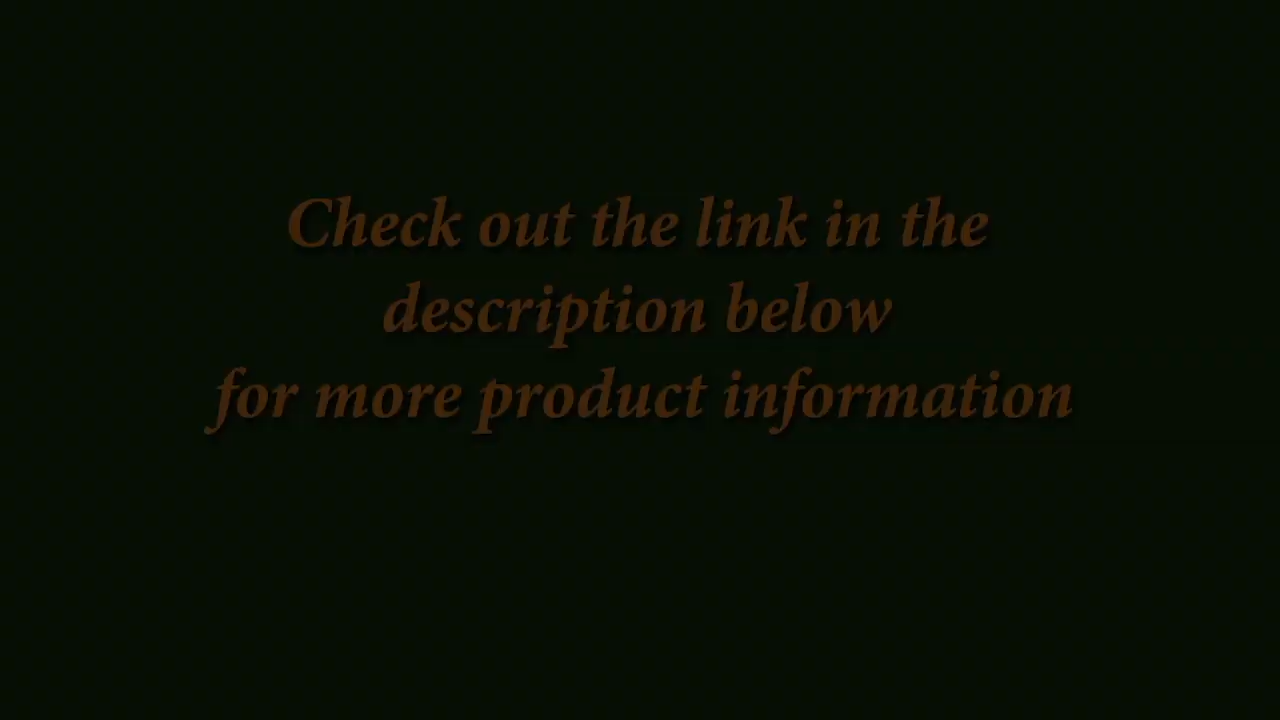 Check out the link in the
description below
for more product information